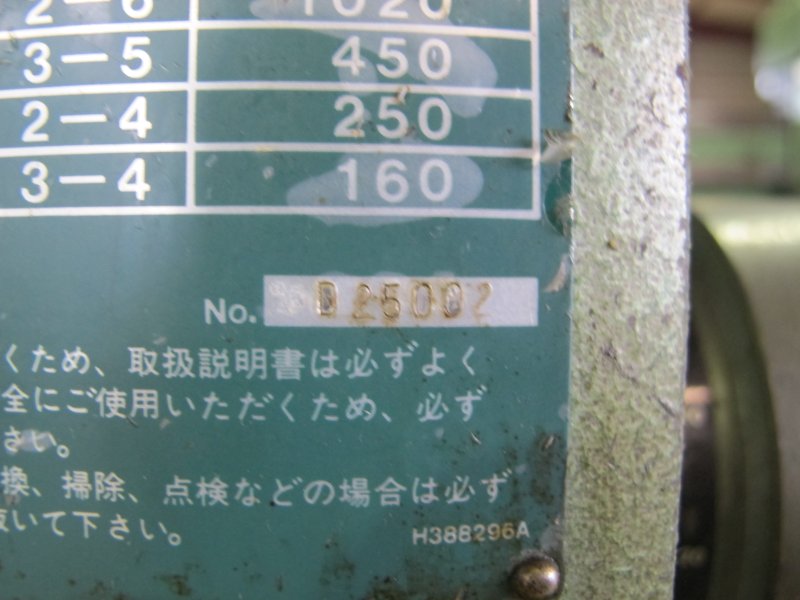 2−6 1020
3−5 450
2−4 250
3−4 160
No. D25002
くため、取扱説明書は必ずよく
全にご使用いただくため、必ず
さい。
換、掃除、点検などの場合は必ず
抜いて下さい。
H388296A